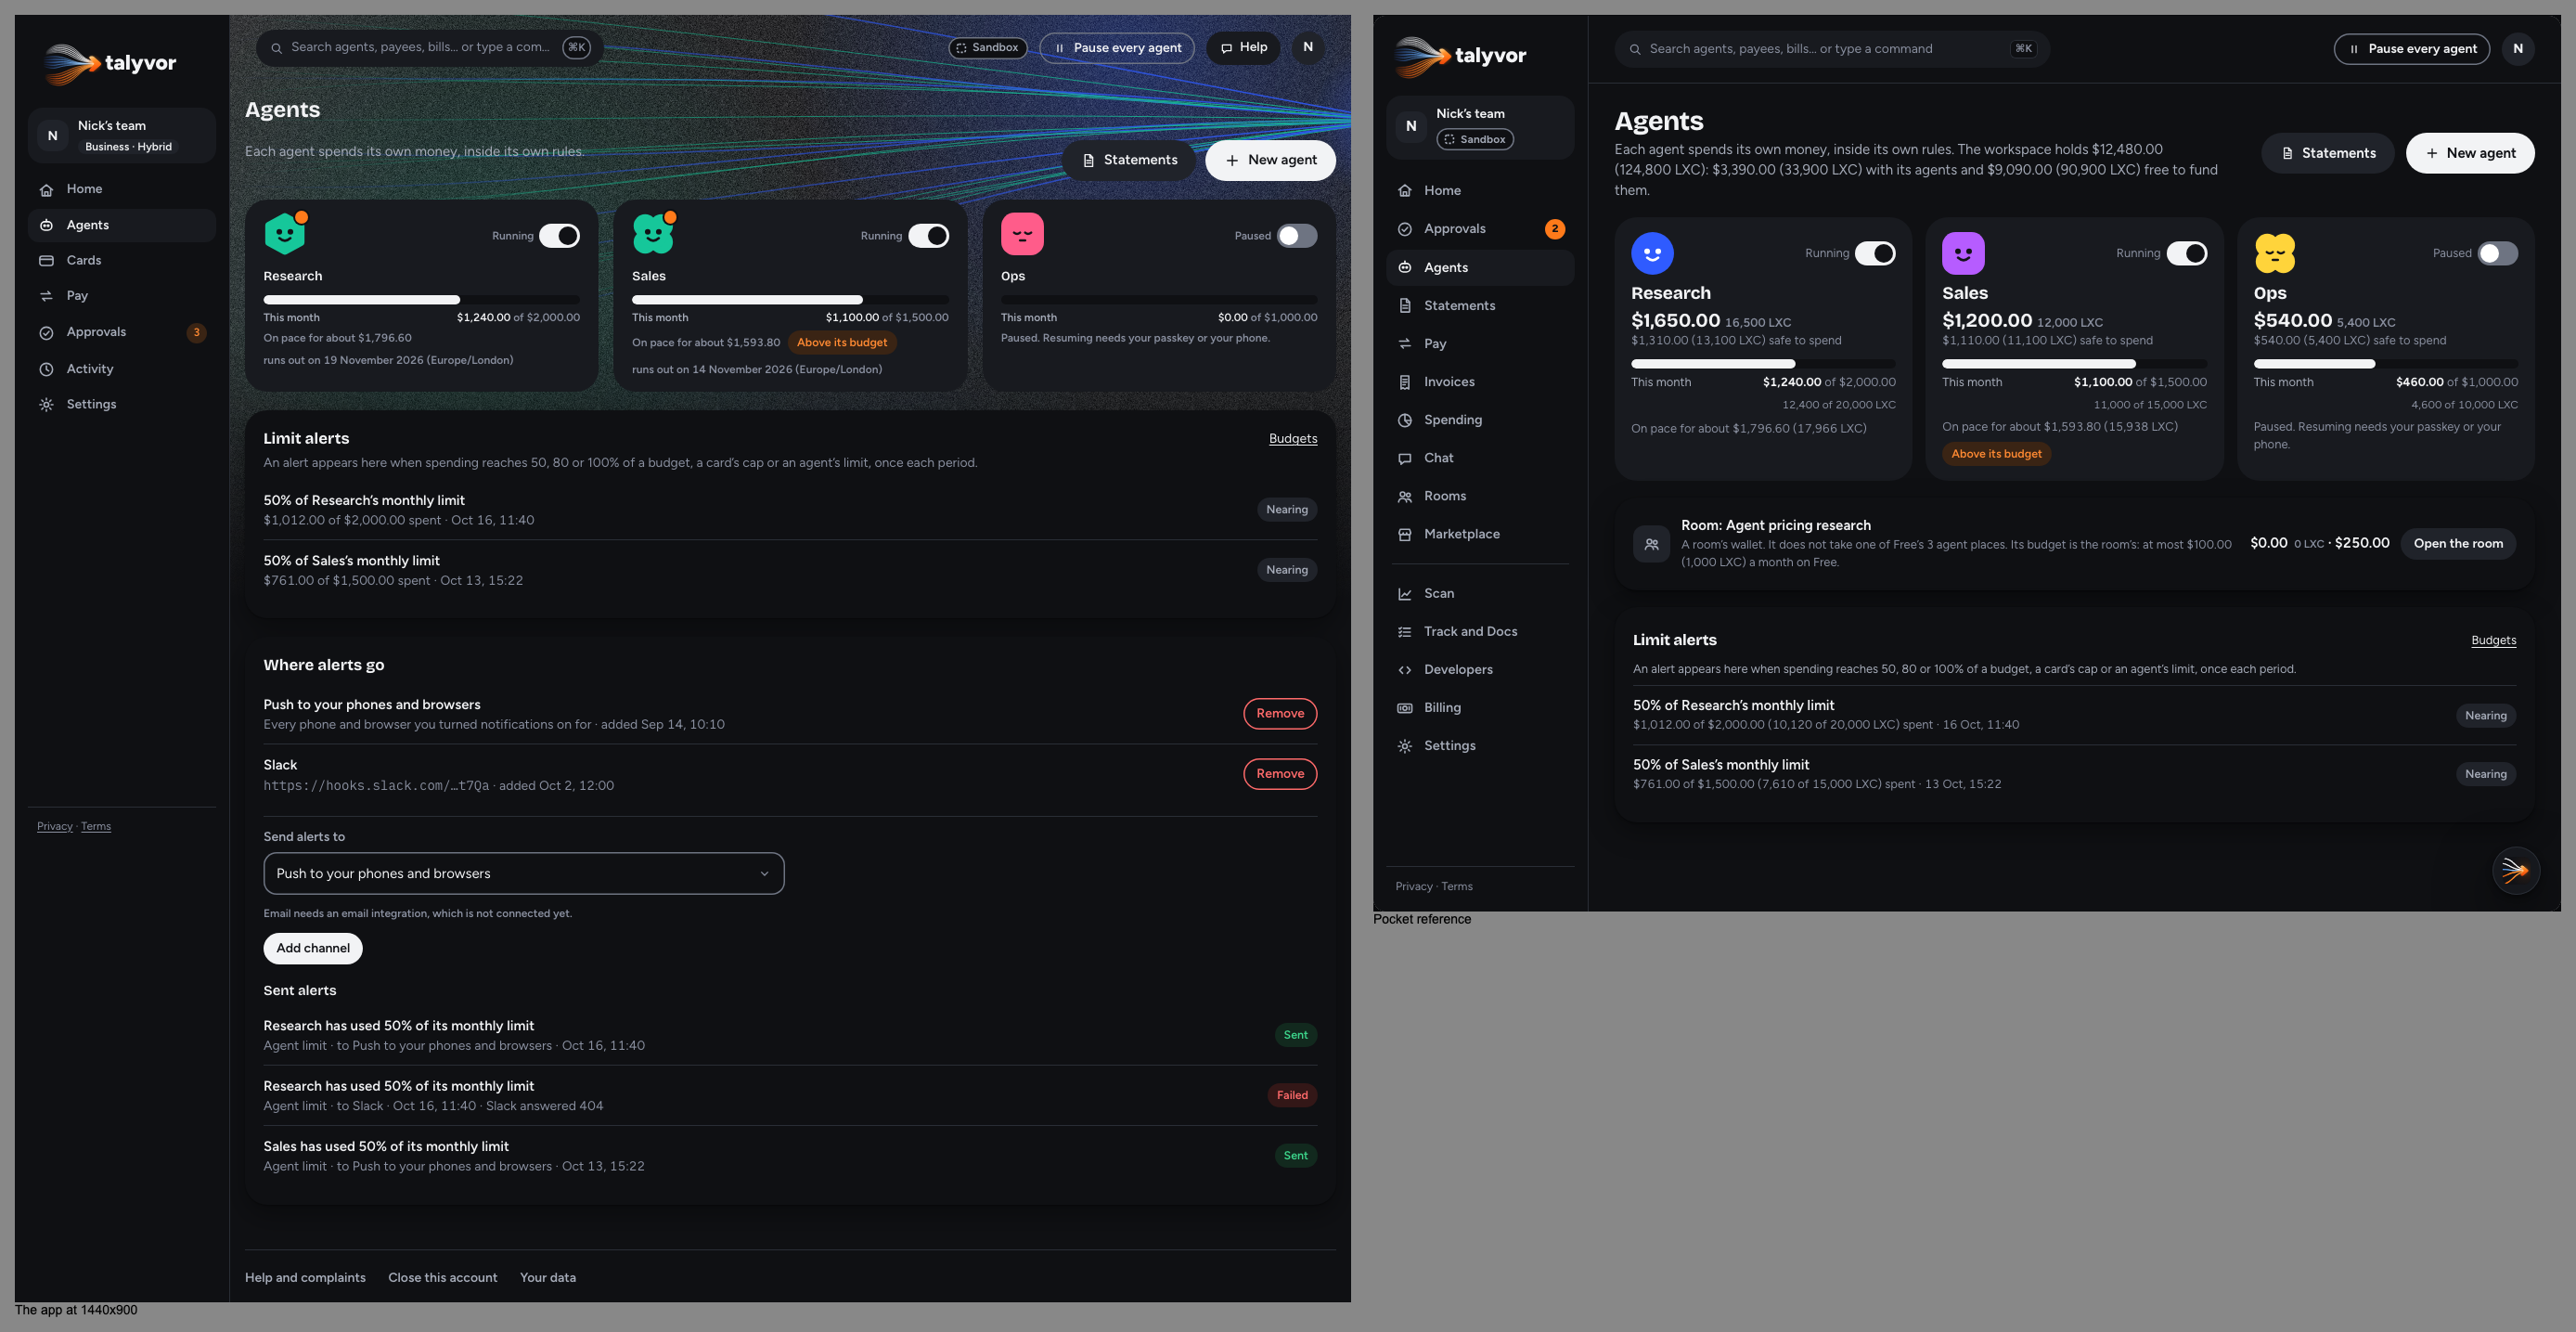 talyvor
N
Nick's team
Business · Hybrid
Home
Agents
Cards
Pay
Approvals 3
Activity
Settings
Privacy · Terms
Search agents, payees, bills... or type a com... ⌘K
Sandbox
Pause every agent
Help
N
Agents
Each agent spends its own money, inside its own rules.
Statements
New agent
Running
Research
This month $1,240.00 of $2,000.00
On pace for about $1,796.60
runs out on 19 November 2026 (Europe/London)
Running
Sales
This month $1,100.00 of $1,500.00
On pace for about $1,593.80 Above its budget
runs out on 14 November 2026 (Europe/London)
Paused
Ops
This month $0.00 of $1,000.00
Paused. Resuming needs your passkey or your phone.
Limit alerts Budgets
An alert appears here when spending reaches 50, 80 or 100% of a budget, a card's cap or an agent's limit, once each period.
50% of Research's monthly limit
$1,012.00 of $2,000.00 spent · Oct 16, 11:40
Nearing
50% of Sales's monthly limit
$761.00 of $1,500.00 spent · Oct 13, 15:22
Nearing
Where alerts go
Push to your phones and browsers
Every phone and browser you turned notifications on for · added Sep 14, 10:10
Remove
Slack
https://hooks.slack.com/…t7Qa · added Oct 2, 12:00
Remove
Send alerts to
Push to your phones and browsers
Email needs an email integration, which is not connected yet.
Add channel
Sent alerts
Research has used 50% of its monthly limit
Agent limit · to Push to your phones and browsers · Oct 16, 11:40
Sent
Research has used 50% of its monthly limit
Agent limit · to Slack · Oct 16, 11:40 · Slack answered 404
Failed
Sales has used 50% of its monthly limit
Agent limit · to Push to your phones and browsers · Oct 13, 15:22
Sent
Help and complaints Close this account Your data
The app at 1440x900
talyvor
N
Nick's team
Sandbox
Home
Approvals 2
Agents
Statements
Pay
Invoices
Spending
Chat
Rooms
Marketplace
Scan
Track and Docs
Developers
Billing
Settings
Privacy · Terms
Search agents, payees, bills... or type a command ⌘K
Pause every agent
N
Agents
Each agent spends its own money, inside its own rules. The workspace holds $12,480.00
(124,800 LXC): $3,390.00 (33,900 LXC) with its agents and $9,090.00 (90,900 LXC) free to fund
them.
Statements
New agent
Running
Research
$1,650.00 16,500 LXC
$1,310.00 (13,100 LXC) safe to spend
This month $1,240.00 of $2,000.00
12,400 of 20,000 LXC
On pace for about $1,796.60 (17,966 LXC)
Running
Sales
$1,200.00 12,000 LXC
$1,110.00 (11,100 LXC) safe to spend
This month $1,100.00 of $1,500.00
11,000 of 15,000 LXC
On pace for about $1,593.80 (15,938 LXC)
Above its budget
Paused
Ops
$540.00 5,400 LXC
$540.00 (5,400 LXC) safe to spend
This month $460.00 of $1,000.00
4,600 of 10,000 LXC
Paused. Resuming needs your passkey or your
phone.
Room: Agent pricing research
A room's wallet. It does not take one of Free's 3 agent places. Its budget is the room's: at most $100.00
(1,000 LXC) a month on Free.
$0.00 0 LXC · $250.00
Open the room
Limit alerts Budgets
An alert appears here when spending reaches 50, 80 or 100% of a budget, a card's cap or an agent's limit, once each period.
50% of Research's monthly limit
$1,012.00 of $2,000.00 (10,120 of 20,000 LXC) spent · 16 Oct, 11:40
Nearing
50% of Sales's monthly limit
$761.00 of $1,500.00 (7,610 of 15,000 LXC) spent · 13 Oct, 15:22
Nearing
Pocket reference